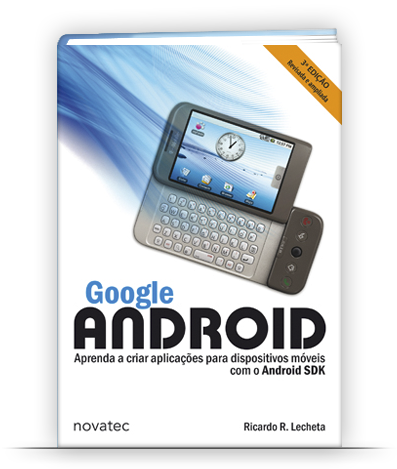 3ª EDIÇÃO
Revisada e ampliada
Google
ANDROID
Aprenda a criar aplicações para dispositivos móveis
com o Android SDK
novatec
Ricardo R. Lecheta